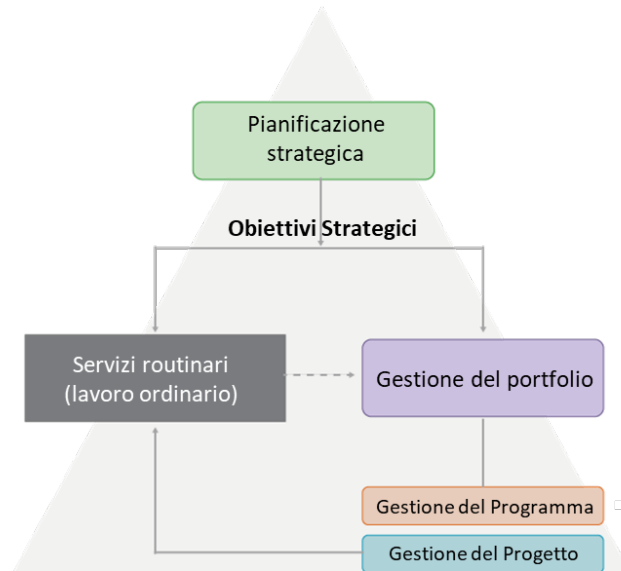 Pianificazione
strategica
Obiettivi Strategici
Servizi routinari
(lavoro ordinario)
Gestione del portfolio
Gestione del Programma
Gestione del Progetto